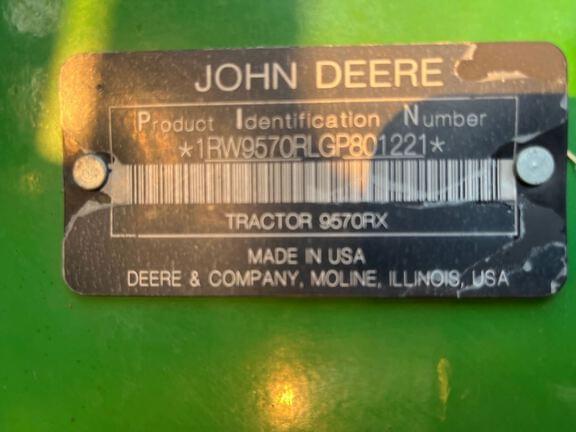 JOHN DEERE
Product Identification Number
*1RW9570RLGP801221*
TRACTOR 9570RX
MADE IN USA
DEERE & COMPANY, MOLINE, ILLINOIS, USA